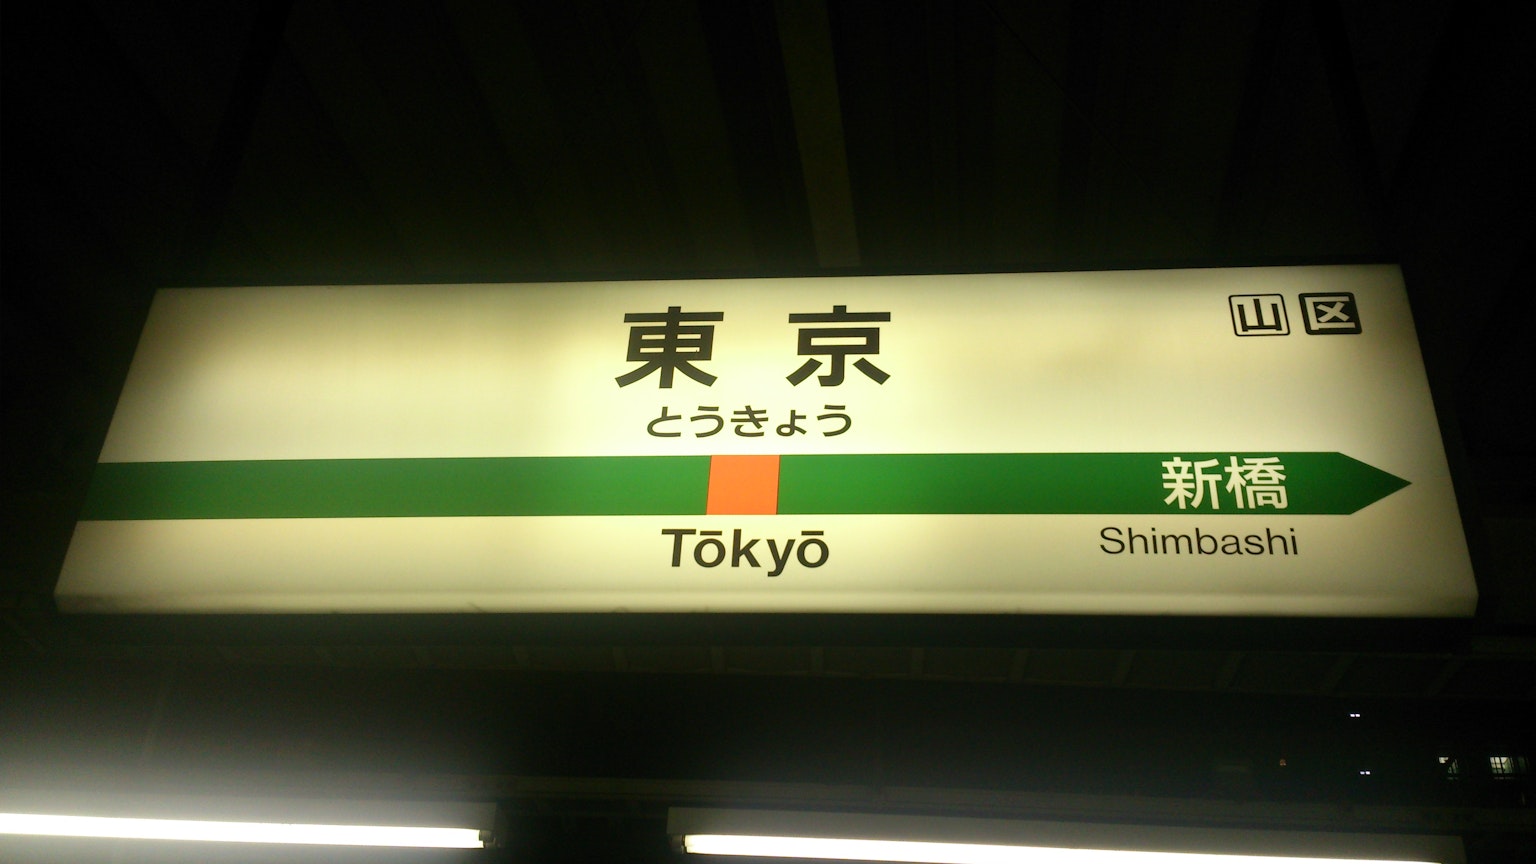 山 区
東京
とうきょう
新橋
Tōkyō
Shimbashi